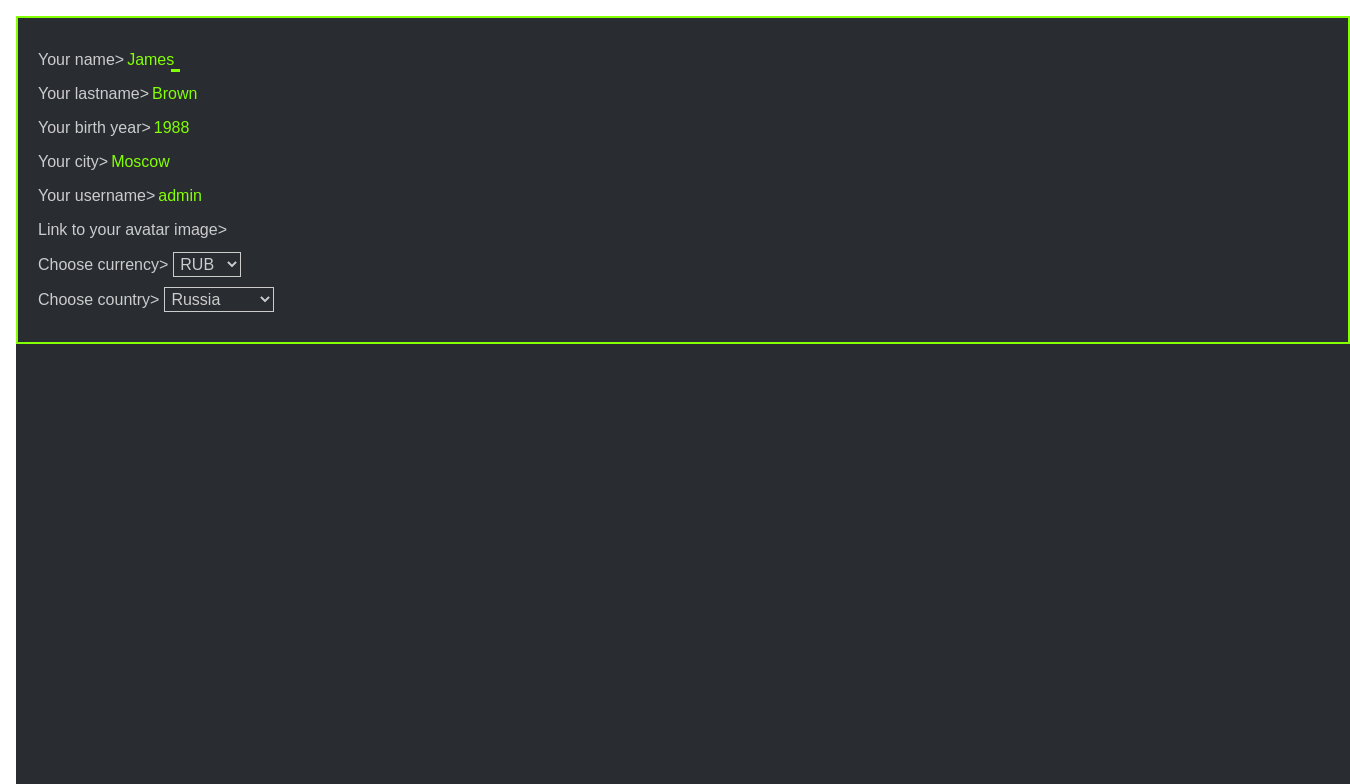 Your name> James
Your lastname> Brown
Your birth year> 1988
Your city> Moscow
Your username> admin
Link to your avatar image>
Choose currency> RUB
Choose country> Russia